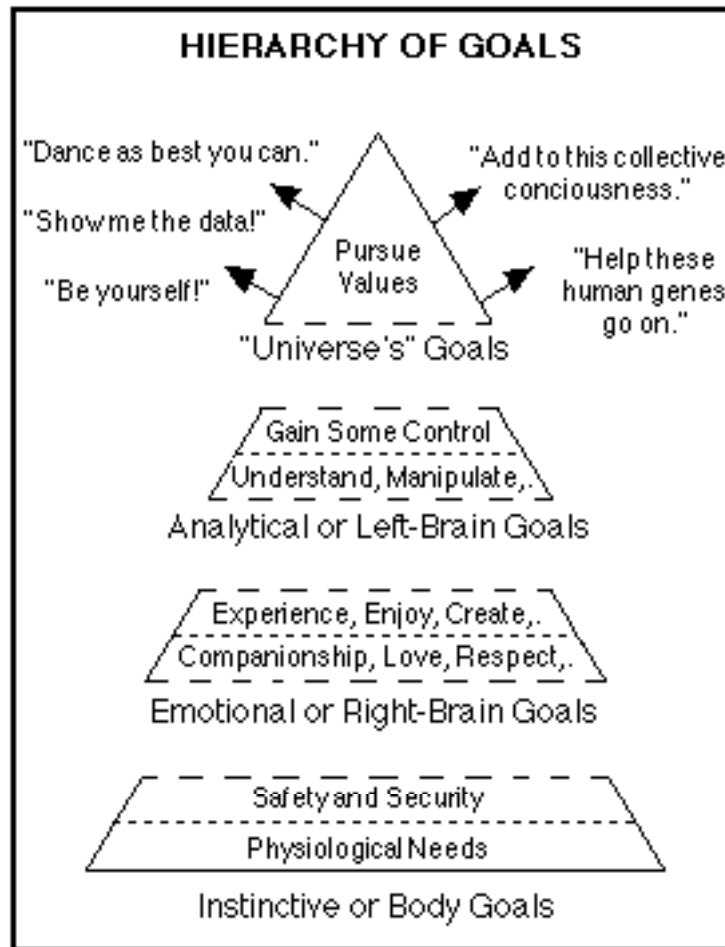 HIERARCHY OF GOALS
"Dance as best you can."
"Show me the data!"
"Be yourself!"
"Add to this collective
conciousness."
"Help these
human genes
go on."
Pursue
Values
"Universe's" Goals
Gain Some Control
Understand, Manipulate,.
Analytical or Left-Brain Goals
Experience, Enjoy, Create,.
Companionship, Love, Respect,.
Emotional or Right-Brain Goals
Safety and Security
Physiological Needs
Instinctive or Body Goals